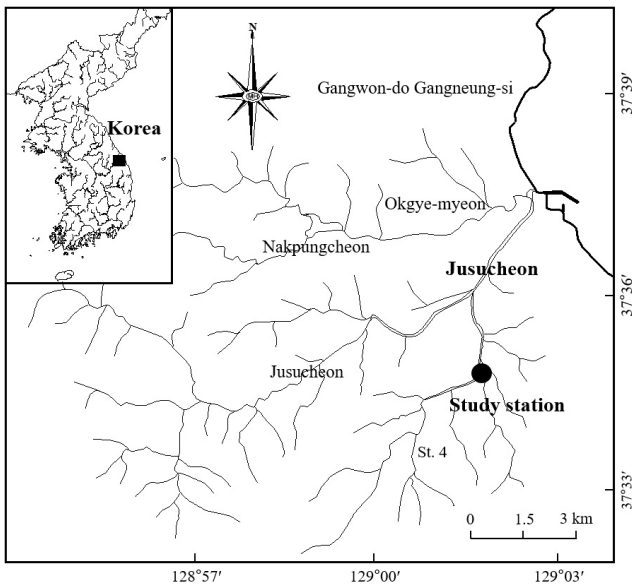 N
Gangwon-do Gangneung-si
37°39'
Korea
Okgye-myeon
Nakpungcheon
Jusucheon
37°36'
Jusucheon
Study station
St. 4
37°33'
0 1.5 3 km
128°57' 129°00' 129°03'